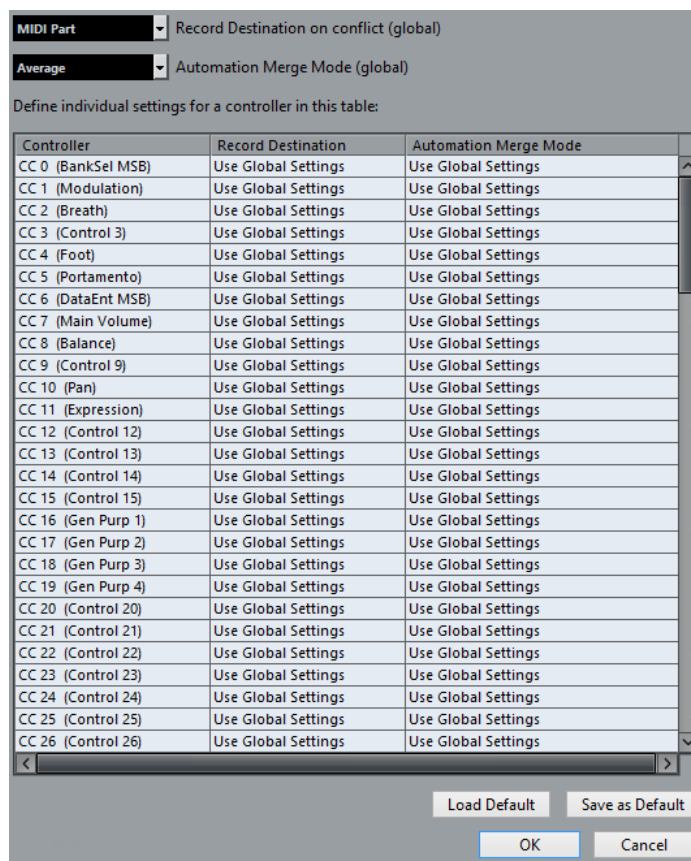 MIDI Part Record Destination on conflict (global)
Average Automation Merge Mode (global)
Define individual settings for a controller in this table:
Controller Record Destination Automation Merge Mode
CC 0 (BankSel MSB) Use Global Settings Use Global Settings
CC 1 (Modulation) Use Global Settings Use Global Settings
CC 2 (Breath) Use Global Settings Use Global Settings
CC 3 (Control 3) Use Global Settings Use Global Settings
CC 4 (Foot) Use Global Settings Use Global Settings
CC 5 (Portamento) Use Global Settings Use Global Settings
CC 6 (DataEnt MSB) Use Global Settings Use Global Settings
CC 7 (Main Volume) Use Global Settings Use Global Settings
CC 8 (Balance) Use Global Settings Use Global Settings
CC 9 (Control 9) Use Global Settings Use Global Settings
CC 10 (Pan) Use Global Settings Use Global Settings
CC 11 (Expression) Use Global Settings Use Global Settings
CC 12 (Control 12) Use Global Settings Use Global Settings
CC 13 (Control 13) Use Global Settings Use Global Settings
CC 14 (Control 14) Use Global Settings Use Global Settings
CC 15 (Control 15) Use Global Settings Use Global Settings
CC 16 (Gen Purp 1) Use Global Settings Use Global Settings
CC 17 (Gen Purp 2) Use Global Settings Use Global Settings
CC 18 (Gen Purp 3) Use Global Settings Use Global Settings
CC 19 (Gen Purp 4) Use Global Settings Use Global Settings
CC 20 (Control 20) Use Global Settings Use Global Settings
CC 21 (Control 21) Use Global Settings Use Global Settings
CC 22 (Control 22) Use Global Settings Use Global Settings
CC 23 (Control 23) Use Global Settings Use Global Settings
CC 24 (Control 24) Use Global Settings Use Global Settings
CC 25 (Control 25) Use Global Settings Use Global Settings
CC 26 (Control 26) Use Global Settings Use Global Settings
Load Default Save as Default
OK Cancel